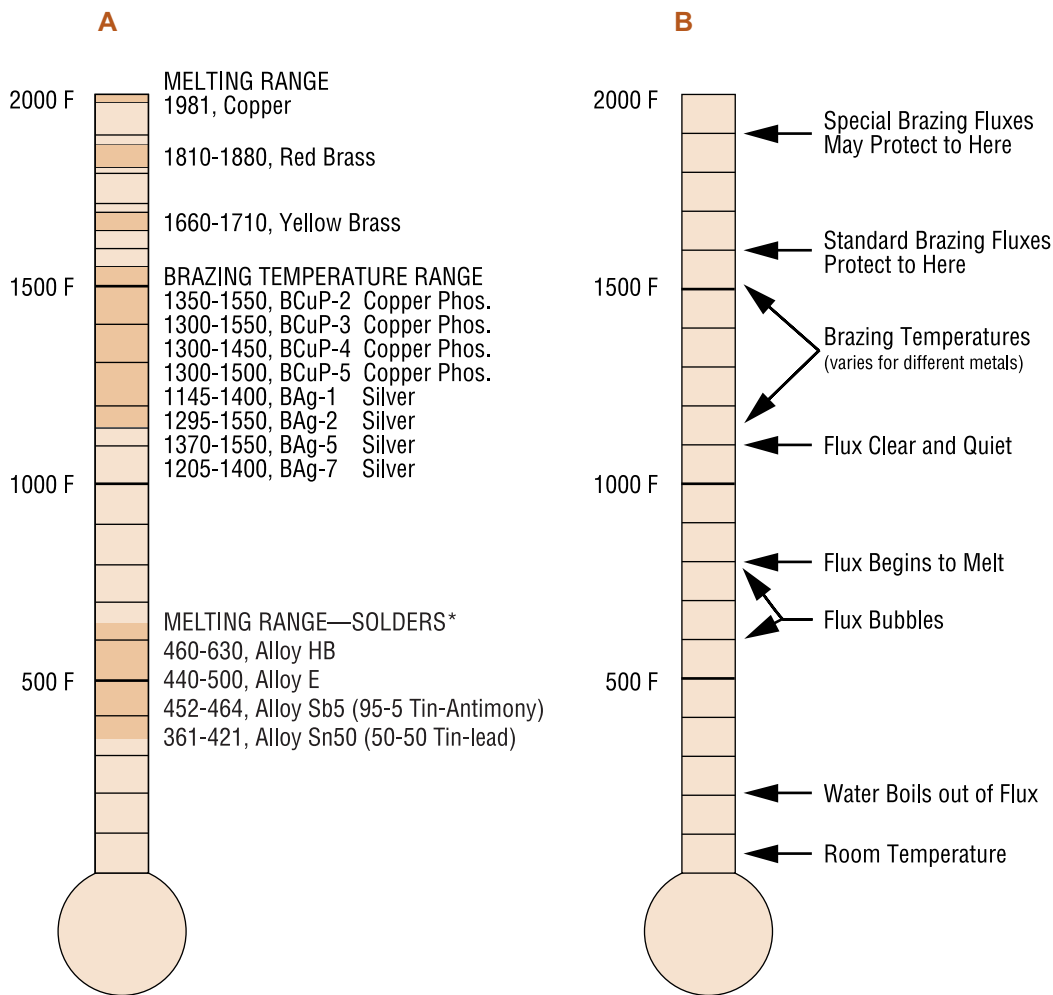 A
MELTING RANGE
2000 F
1981, Copper
1810-1880, Red Brass
1660-1710, Yellow Brass
BRAZING TEMPERATURE RANGE
1500 F
1350-1550, BCuP-2 Copper Phos.
1300-1550, BCuP-3 Copper Phos.
1300-1450, BCuP-4 Copper Phos.
1300-1500, BCuP-5 Copper Phos.
1145-1400, BAg-1 Silver
1295-1550, BAg-2 Silver
1370-1550, BAg-5 Silver
1205-1400, BAg-7 Silver
1000 F
MELTING RANGE—SOLDERS*
460-630, Alloy HB
440-500, Alloy E
500 F
452-464, Alloy Sb5 (95-5 Tin-Antimony)
361-421, Alloy Sn50 (50-50 Tin-lead)
B
2000 F
Special Brazing Fluxes
May Protect to Here
Standard Brazing Fluxes
Protect to Here
1500 F
Brazing Temperatures
(varies for different metals)
Flux Clear and Quiet
1000 F
Flux Begins to Melt
Flux Bubbles
500 F
Water Boils out of Flux
Room Temperature